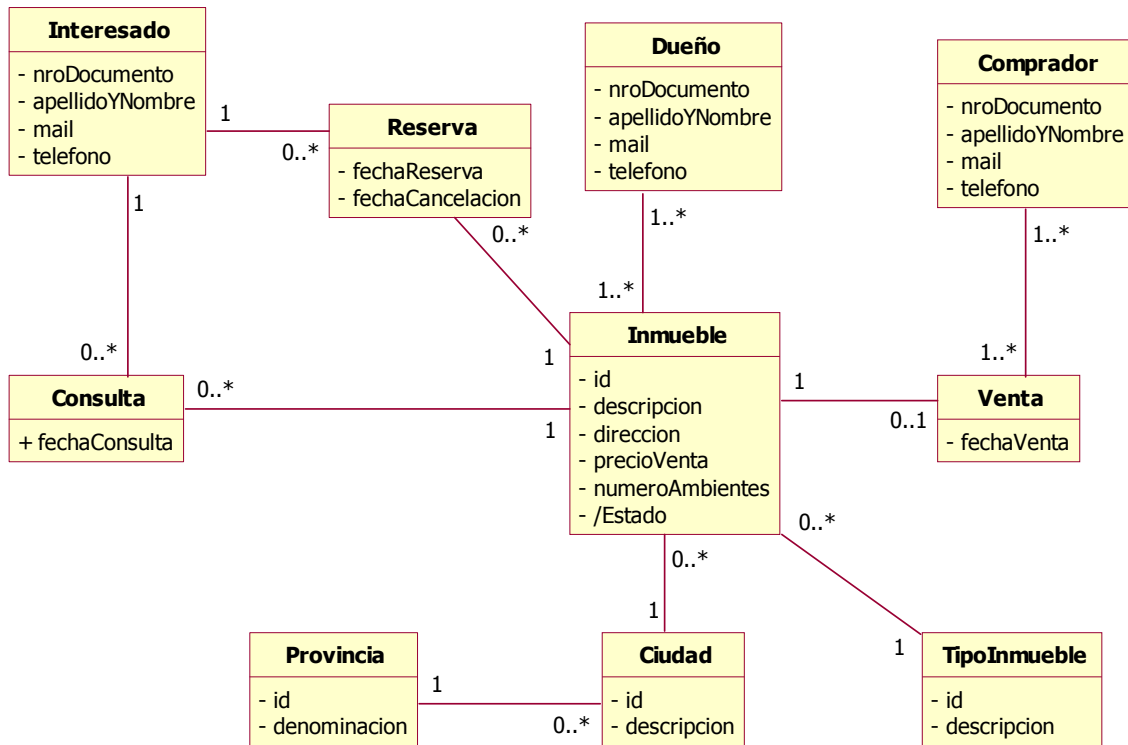 Interesado
- nroDocumento
- apellidoYNombre
- mail
- telefono
1
0..*
Reserva
- fechaReserva
- fechaCancelacion
0..*
1
Dueño
- nroDocumento
- apellidoYNombre
- mail
- telefono
1..*
1..*
Comprador
- nroDocumento
- apellidoYNombre
- mail
- telefono
1..*
1..*
1
0..*
Consulta
+ fechaConsulta
0..*
1
Inmueble
- id
- descripcion
- direccion
- precioVenta
- numeroAmbientes
- /Estado
1
0..1
Venta
- fechaVenta
0..*
1
0..*
1
Provincia
- id
- denominacion
1
0..*
Ciudad
- id
- descripcion
TipoInmueble
- id
- descripcion